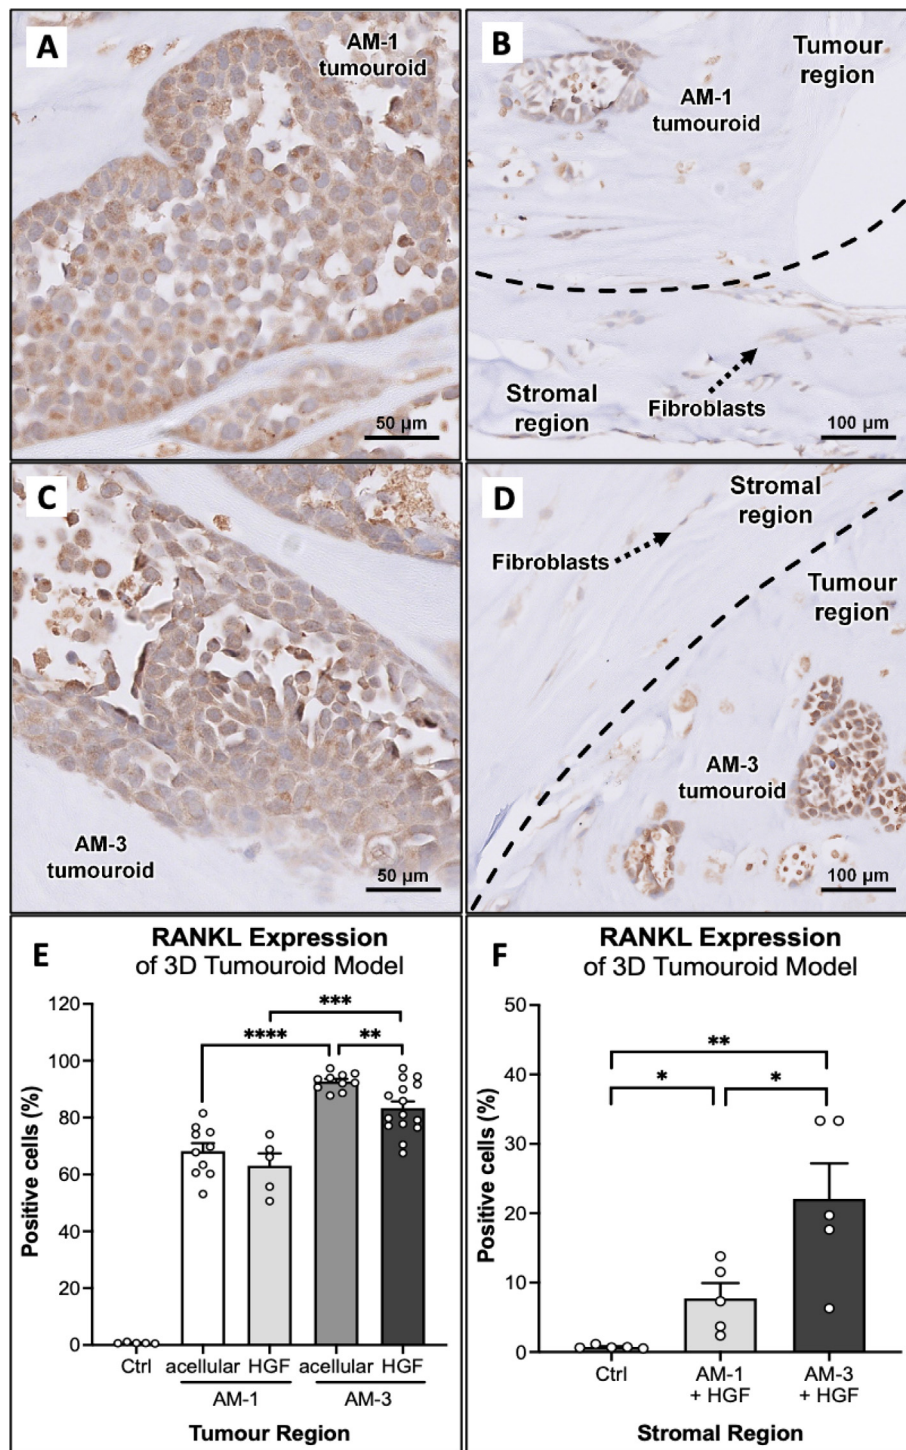 A
AM-1
tumouroid
50 µm
B
Tumour
region
AM-1
tumouroid
Stromal
region
Fibroblasts
100 µm
C
AM-3
tumouroid
50 µm
D
Stromal
region
Fibroblasts
Tumour
region
AM-3
tumouroid
100 µm
E
RANKL Expression
of 3D Tumouroid Model
Positive cells (%)
120
100
80
60
40
20
0
***
**** **
Ctrl acellular HGF acellular HGF
AM-1 AM-3
Tumour Region
F
RANKL Expression
of 3D Tumouroid Model
Positive cells (%)
50
40
30
20
10
0
**
* *
Ctrl AM-1 AM-3
+ HGF + HGF
Stromal Region